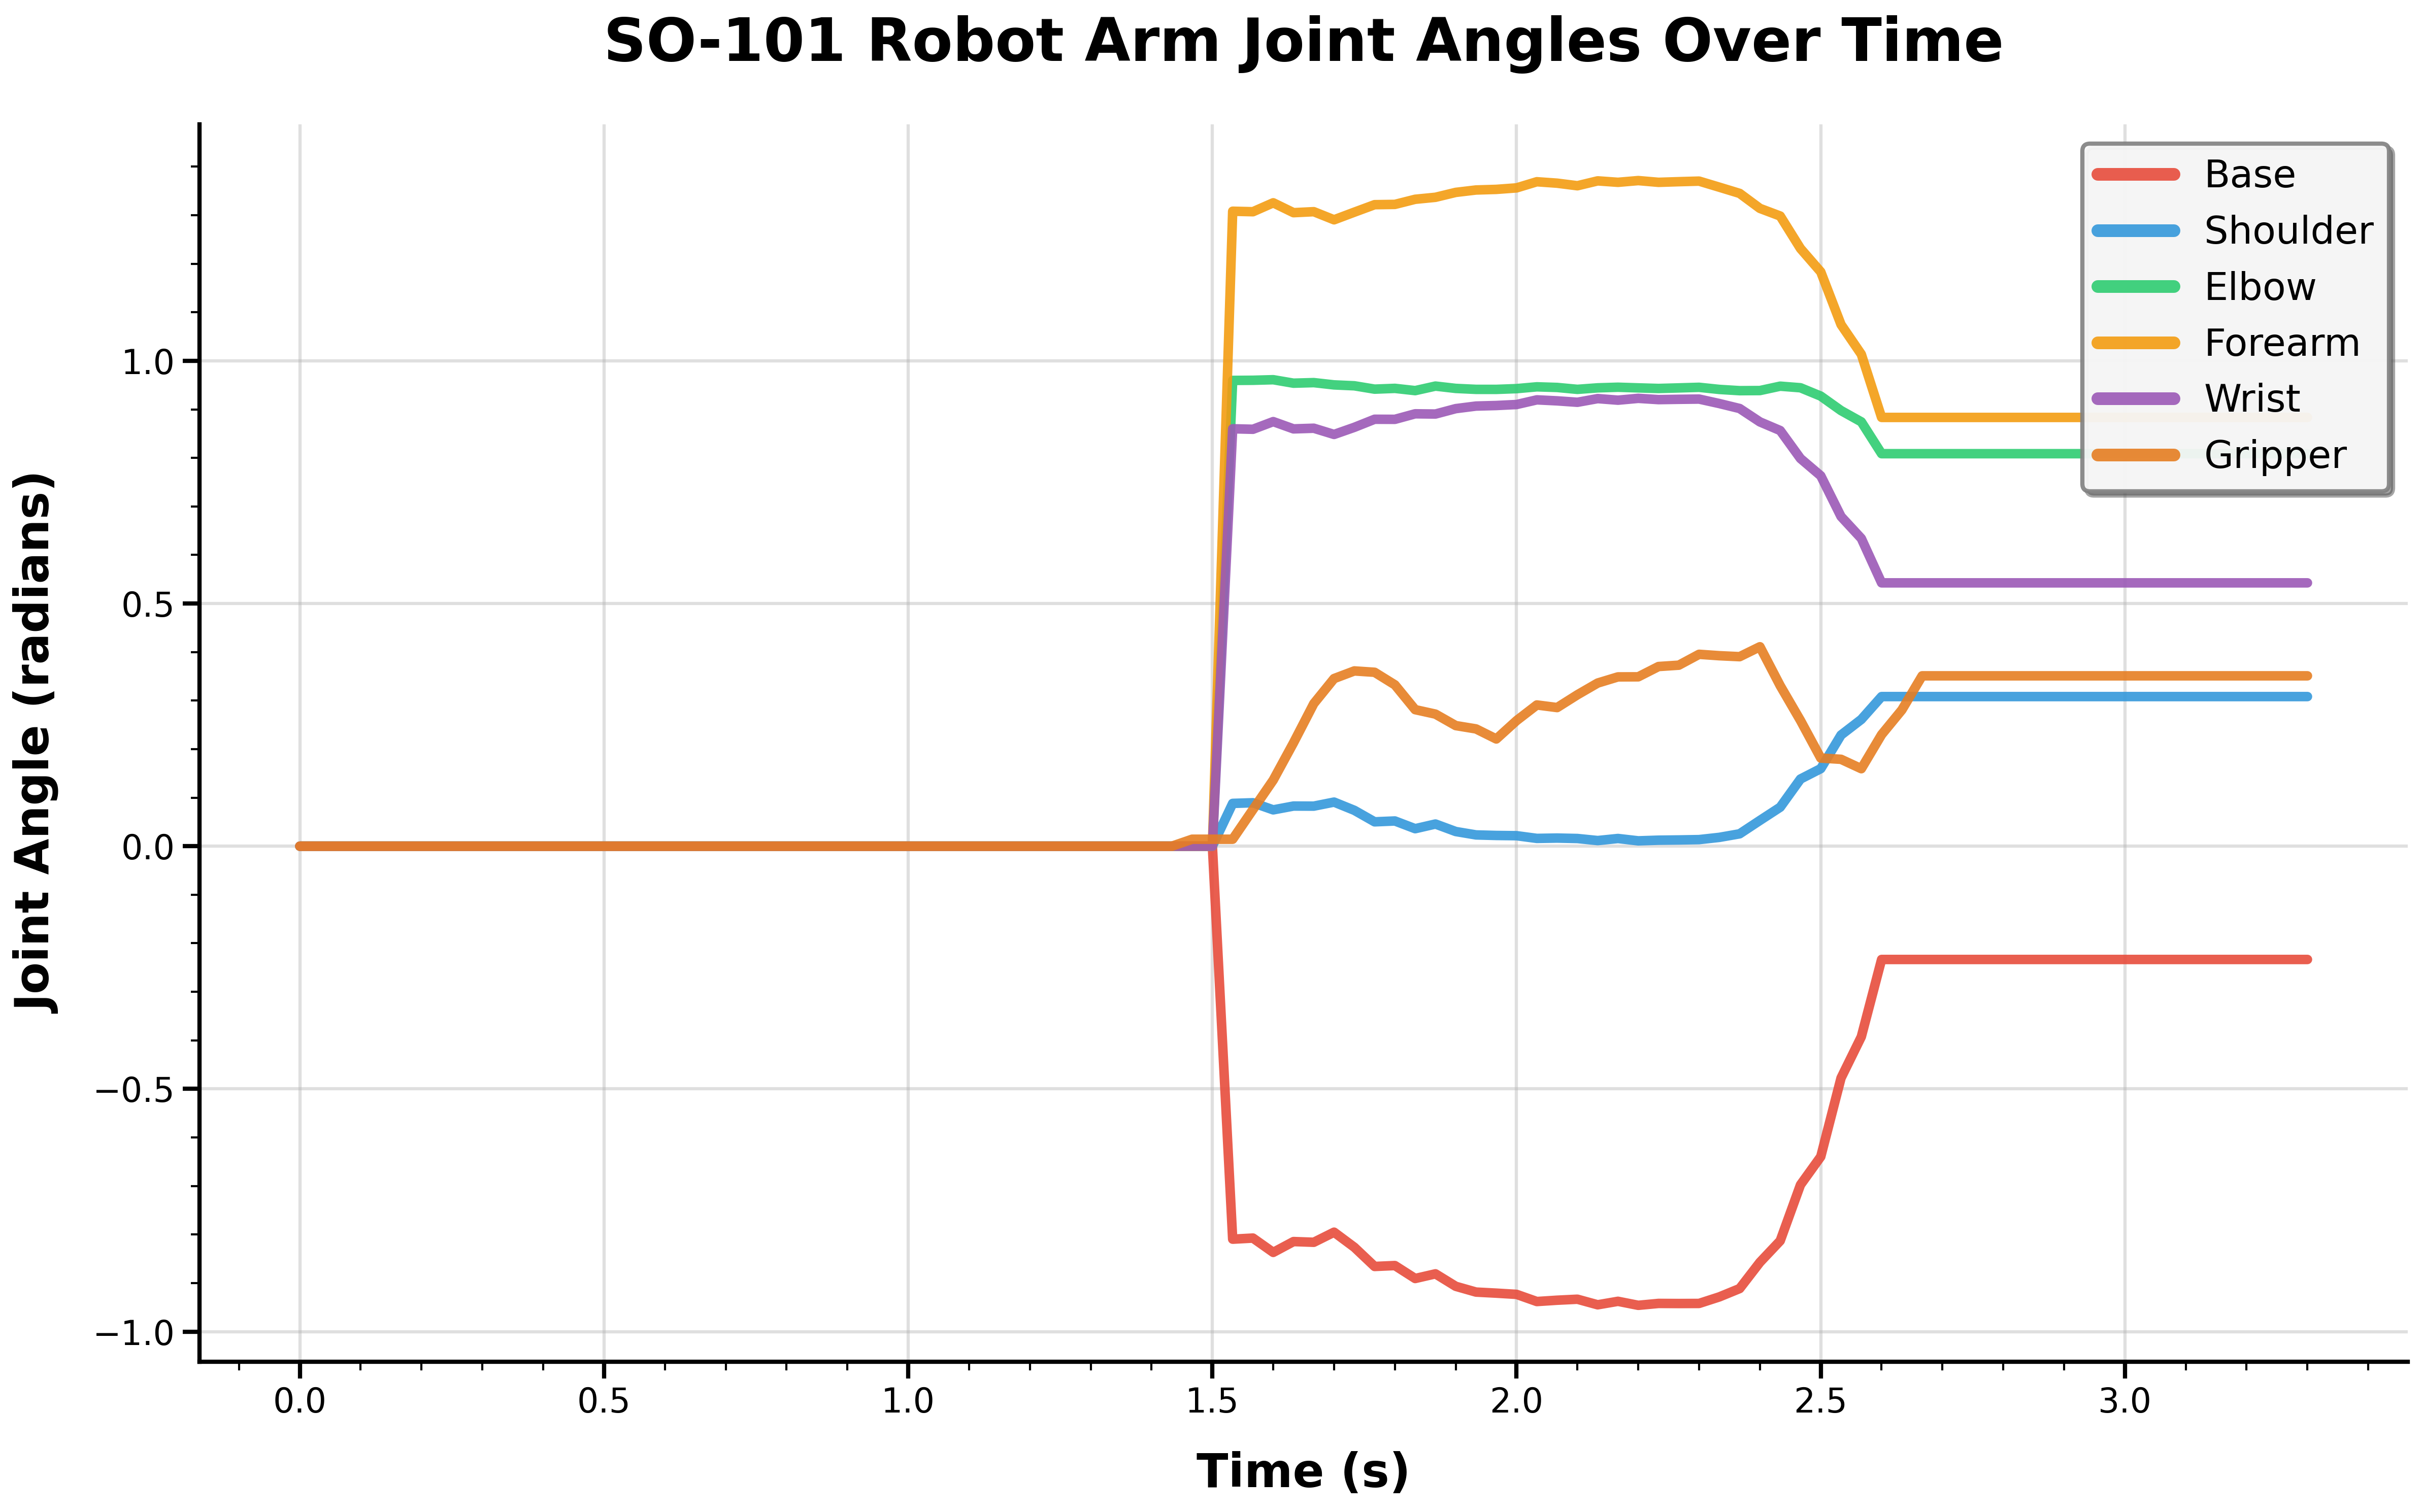 SO-101 Robot Arm Joint Angles Over Time
Joint Angle (radians)
1.0
0.5
0.0
−0.5
−1.0
Base
Shoulder
Elbow
Forearm
Wrist
Gripper
0.0 0.5 1.0 1.5 2.0 2.5 3.0
Time (s)